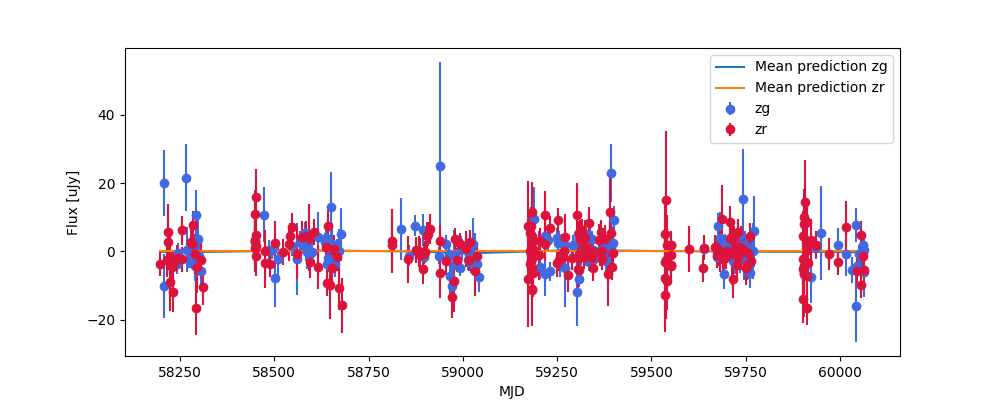 Mean prediction zg
Mean prediction zr
zg
zr
40
20
0
−20
Flux [uJy]
58250 58500 58750 59000 59250 59500 59750 60000
MJD